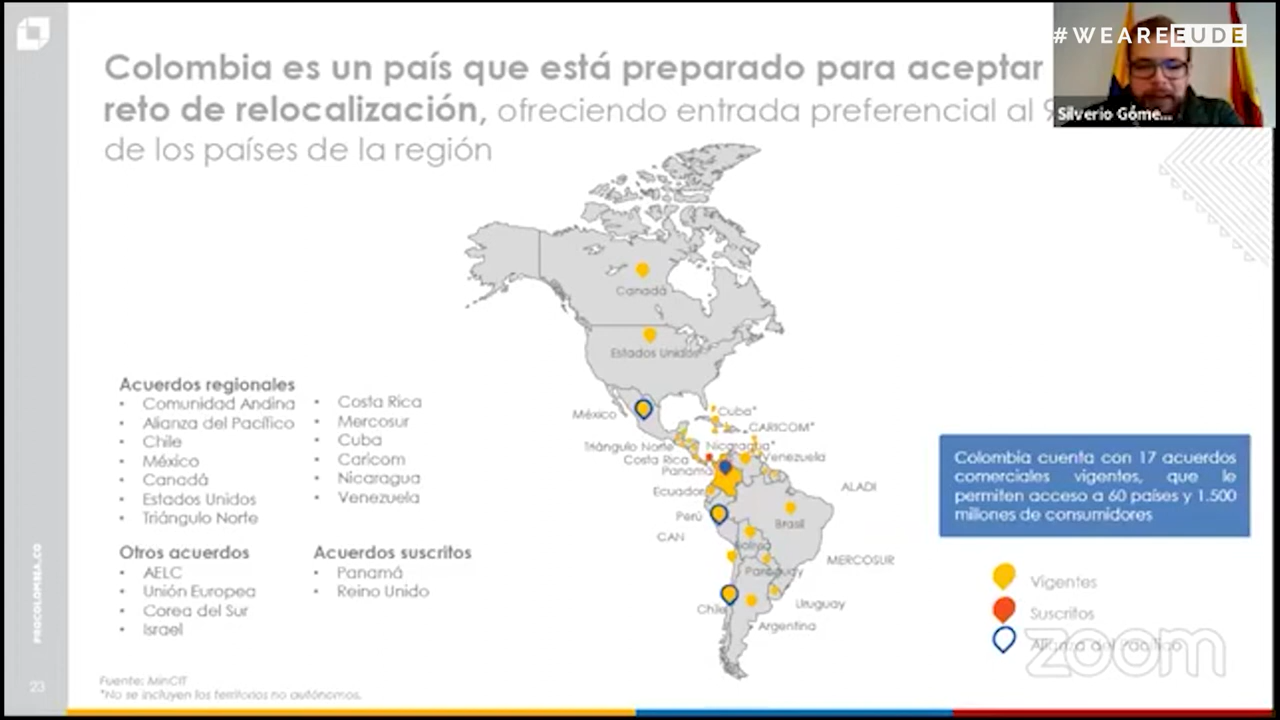 #WEAREEUDE
Silverio Góme...
Colombia es un país que está preparado para aceptar
reto de relocalización, ofreciendo entrada preferencial al
de los países de la región
Acuerdos regionales
• Comunidad Andina
• Alianza del Pacífico
• Chile
• México
• Canadá
• Estados Unidos
• Triángulo Norte
• Costa Rica
• Mercosur
• Cuba
• Caricom
• Nicaragua
• Venezuela
Otros acuerdos
• AELC
• Unión Europea
• Corea del Sur
• Israel
Acuerdos suscritos
• Panamá
• Reino Unido
Canadá
Estados Unidos
México
Cuba*
CARICOM*
Triángulo Norte
Nicaragua*
Costa Rica
Venezuela
Panamá
Ecuador
ALADI
Perú
Brasil
CAN
Bolivia
MERCOSUR
Paraguay
Chile
Uruguay
Argentina
Colombia cuenta con 17 acuerdos
comerciales vigentes, que le
permiten acceso a 60 países y 1.500
millones de consumidores
Vigentes
Suscritos
Alianza del Pacífico
zoom
PROCOLOMBIA.CO
23
Fuente: MinCIT
*No se incluyen los territorios no autónomos.